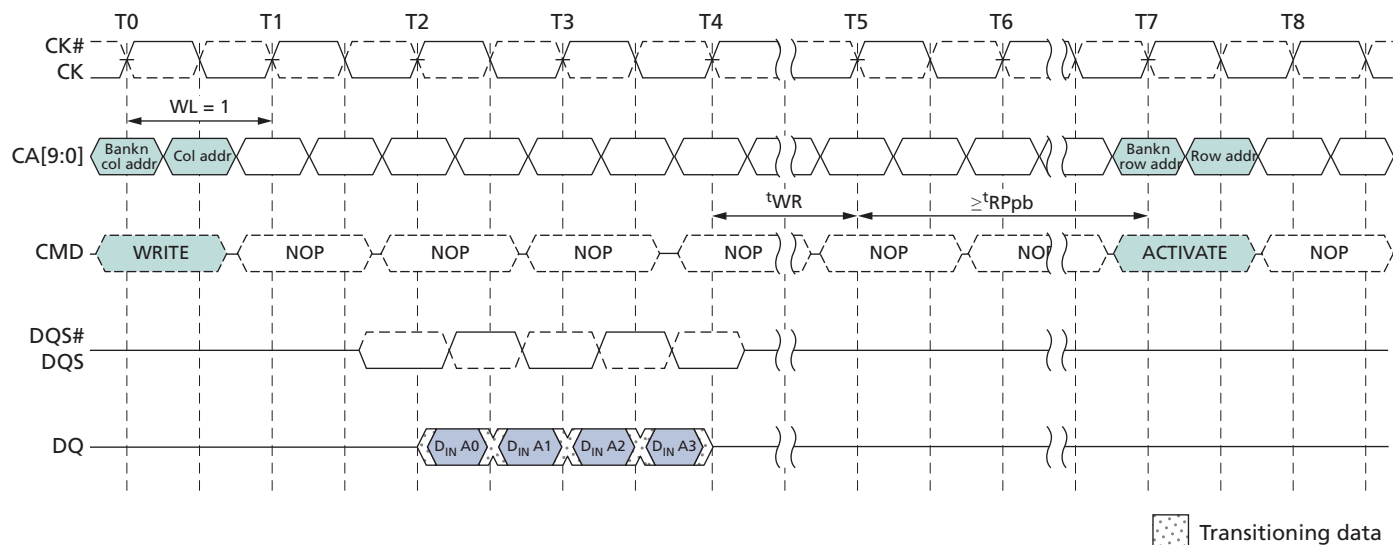 T0 T1 T2 T3 T4 T5 T6 T7 T8
CK#
CK
WL = 1
CA[9:0] Bankn col addr Col addr Bankn row addr Row addr
tWR ≥tRPpb
CMD WRITE NOP NOP NOP NOP NOP NOP ACTIVATE NOP
DQS#
DQS
DQ DIN A0 DIN A1 DIN A2 DIN A3
Transitioning data